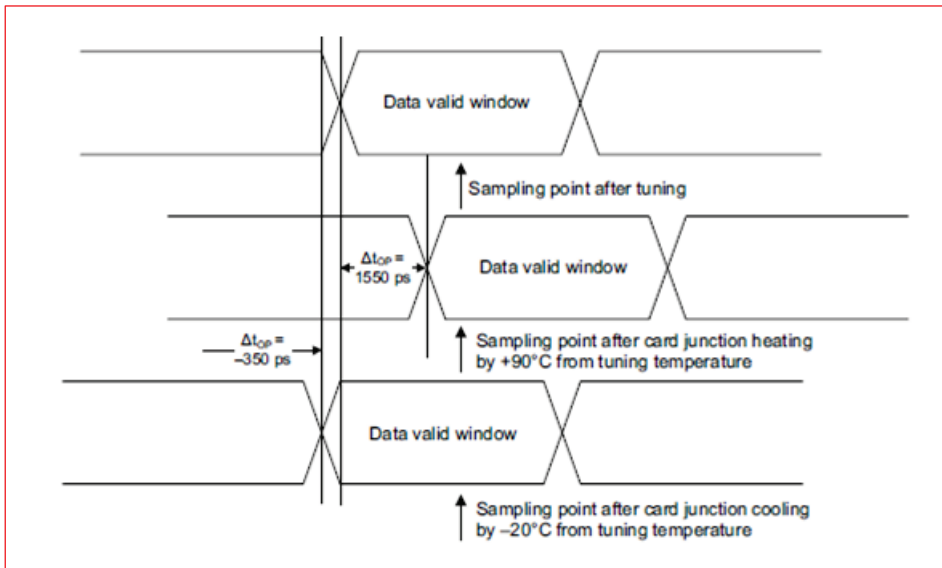 Data valid window
Sampling point after tuning
ΔtOP =
1550 ps
Data valid window
ΔtOP =
–350 ps
Sampling point after card junction heating
by +90°C from tuning temperature
Data valid window
Sampling point after card junction cooling
by –20°C from tuning temperature